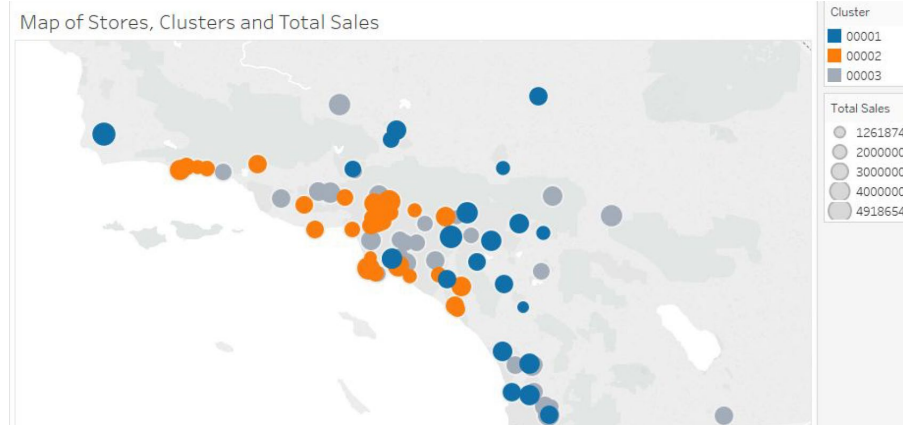 Map of Stores, Clusters and Total Sales
Cluster
00001
00002
00003
Total Sales
1261874
2000000
3000000
4000000
4918654